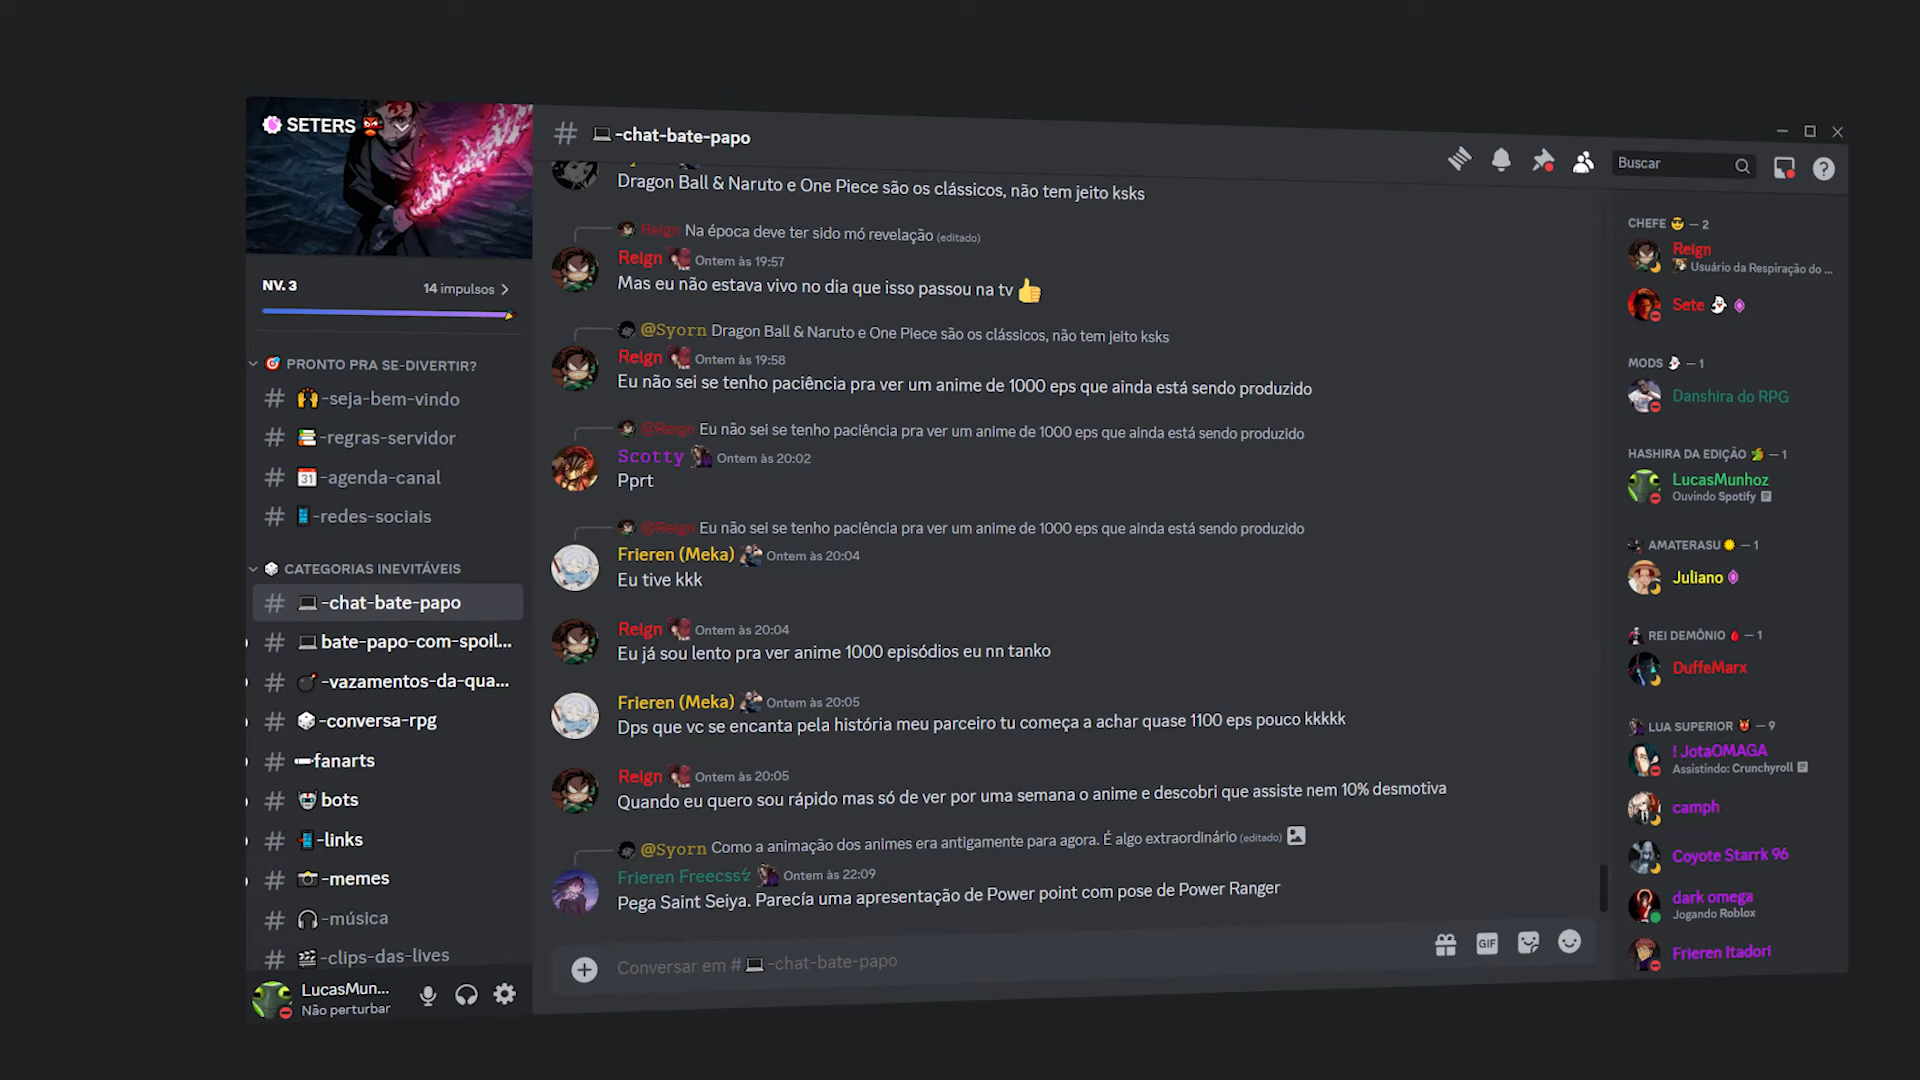 SETERS
NV. 3
14 impulsos
PRONTO PRA SE-DIVERTIR?
-seja-bem-vindo
-regras-servidor
-agenda-canal
-redes-sociais
CATEGORIAS INEVITÁVEIS
-chat-bate-papo
bate-papo-com-spoil...
-vazamentos-da-qua...
-conversa-rpg
-fanarts
bots
-links
-memes
-música
-clips-das-lives
LucasMun...
Não perturbar
# -chat-bate-papo
Buscar
Dragon Ball & Naruto e One Piece são os clássicos, não tem jeito ksks
Reign Na época deve ter sido mó revelação (editado)
Reign Ontem às 19:57
Mas eu não estava vivo no dia que isso passou na tv 👍
@Syorn Dragon Ball & Naruto e One Piece são os clássicos, não tem jeito ksks
Reign Ontem às 19:58
Eu não sei se tenho paciência pra ver um anime de 1000 eps que ainda está sendo produzido
@Reign Eu não sei se tenho paciência pra ver um anime de 1000 eps que ainda está sendo produzido
Scotty Ontem às 20:02
Pprt
@Reign Eu não sei se tenho paciência pra ver um anime de 1000 eps que ainda está sendo produzido
Frieren (Meka) Ontem às 20:04
Eu tive kkk
Reign Ontem às 20:04
Eu já sou lento pra ver anime 1000 episódios eu nn tanko
Frieren (Meka) Ontem às 20:05
Dps que vc se encanta pela história meu parceiro tu começa a achar quase 1100 eps pouco kkkkk
Reign Ontem às 20:05
Quando eu quero sou rápido mas só de ver por uma semana o anime e descobri que assiste nem 10% desmotiva
@Syorn Como a animação dos animes era antigamente para agora. É algo extraordinário (editado)
Frieren Freecss Ontem às 22:09
Pega Saint Seiya. Parecía uma apresentação de Power point com pose de Power Ranger
Conversar em # -chat-bate-papo
GIF
CHEFE 😎 — 2
Reign
Usuário da Respiração do ...
Sete
MODS — 1
Danshira do RPG
HASHIRA DA EDIÇÃO — 1
LucasMunhoz
Ouvindo Spotify
AMATERASU — 1
Juliano
REI DEMÔNIO — 1
DuffeMarx
LUA SUPERIOR — 9
! JotaOMAGA
Assistindo: Crunchyroll
camph
Coyote Starrk 96
dark omega
Jogando Roblox
Frieren Itadori